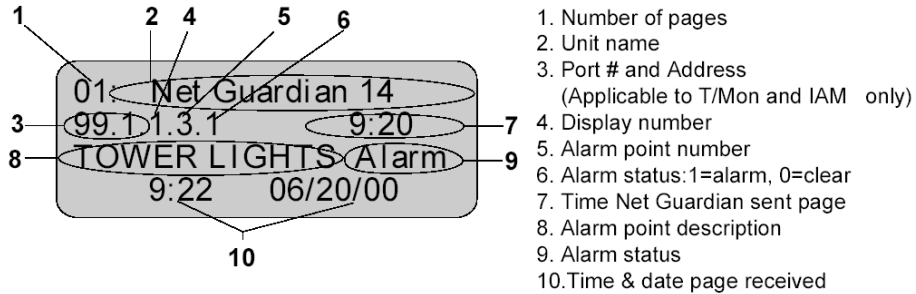 1 2 4 5 6
01: Net Guardian 14
3 99.1 1.3.1 9:20 7
8 TOWER LIGHTS Alarm 9
9:22 06/20/00
10
1. Number of pages
2. Unit name
3. Port # and Address
(Applicable to T/Mon and IAM only)
4. Display number
5. Alarm point number
6. Alarm status:1=alarm, 0=clear
7. Time Net Guardian sent page
8. Alarm point description
9. Alarm status
10.Time & date page received